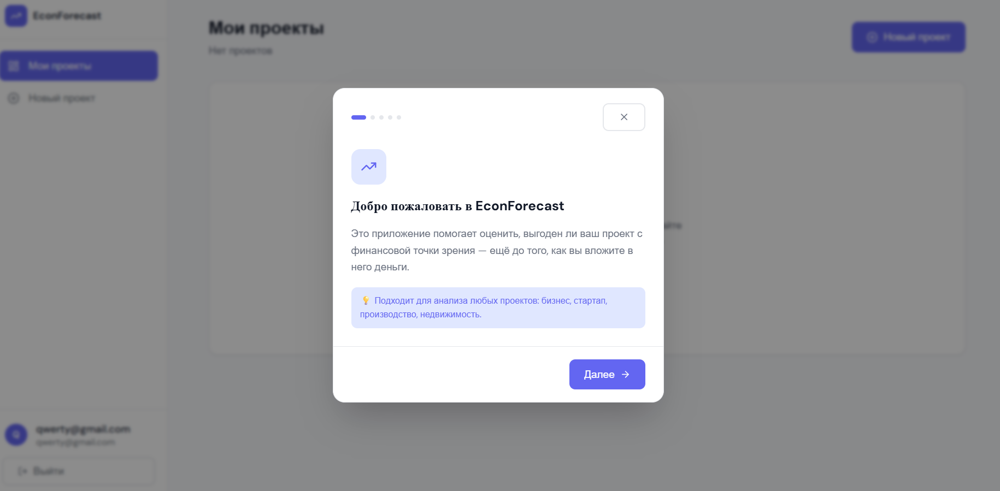 EconForecast
Мои проекты
Новый проект
Мои проекты
Нет проектов
Новый проект
Добро пожаловать в EconForecast
Это приложение помогает оценить, выгоден ли ваш проект с
финансовой точки зрения — ещё до того, как вы вложите в
него деньги.
💡 Подходит для анализа любых проектов: бизнес, стартап,
производство, недвижимость.
Далее
Q
qwerty@gmail.com
qwerty@gmail.com
Выйти